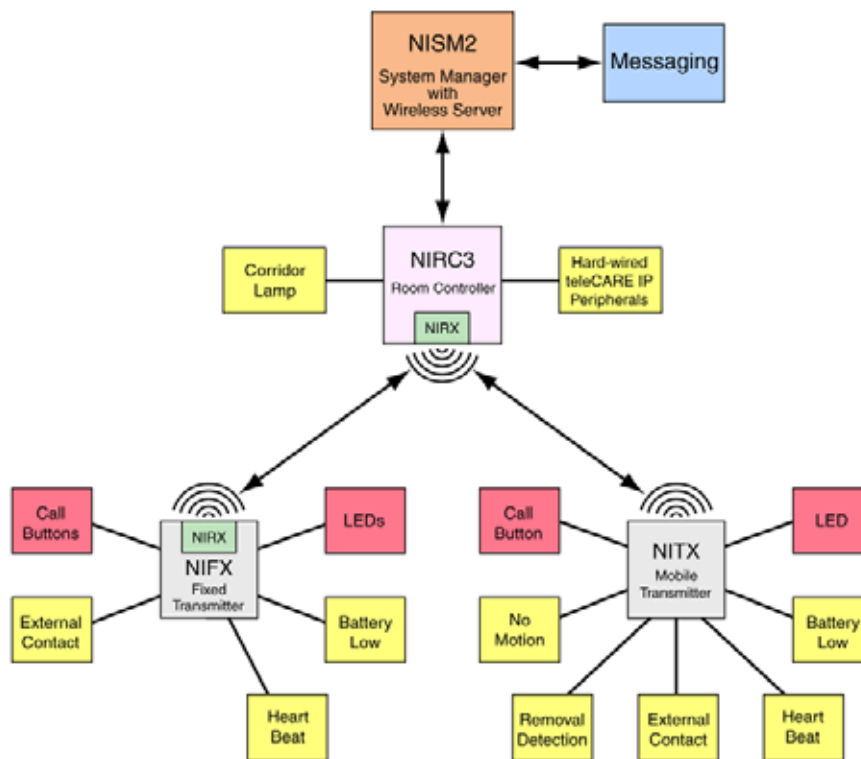 NISM2
System Manager
with
Wireless Server
Messaging
Corridor
Lamp
NIRC3
Room Controller
NIRX
Hard-wired
teleCARE IP
Peripherals
Call
Buttons
NIRX
NIFX
Fixed
Transmitter
LEDs
External
Contact
Battery
Low
Heart
Beat
Call
Button
NITX
Mobile
Transmitter
LED
No
Motion
Battery
Low
Removal
Detection
External
Contact
Heart
Beat